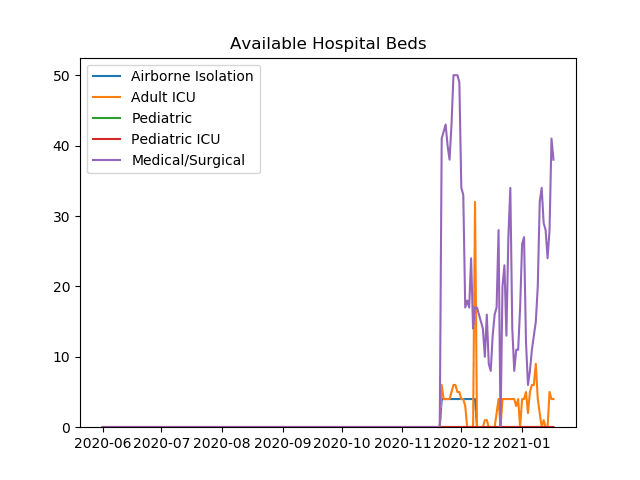 Available Hospital Beds
50
40
30
20
10
0
Airborne Isolation
Adult ICU
Pediatric
Pediatric ICU
Medical/Surgical
2020-06 2020-07 2020-08 2020-09 2020-10 2020-11 2020-12 2021-01